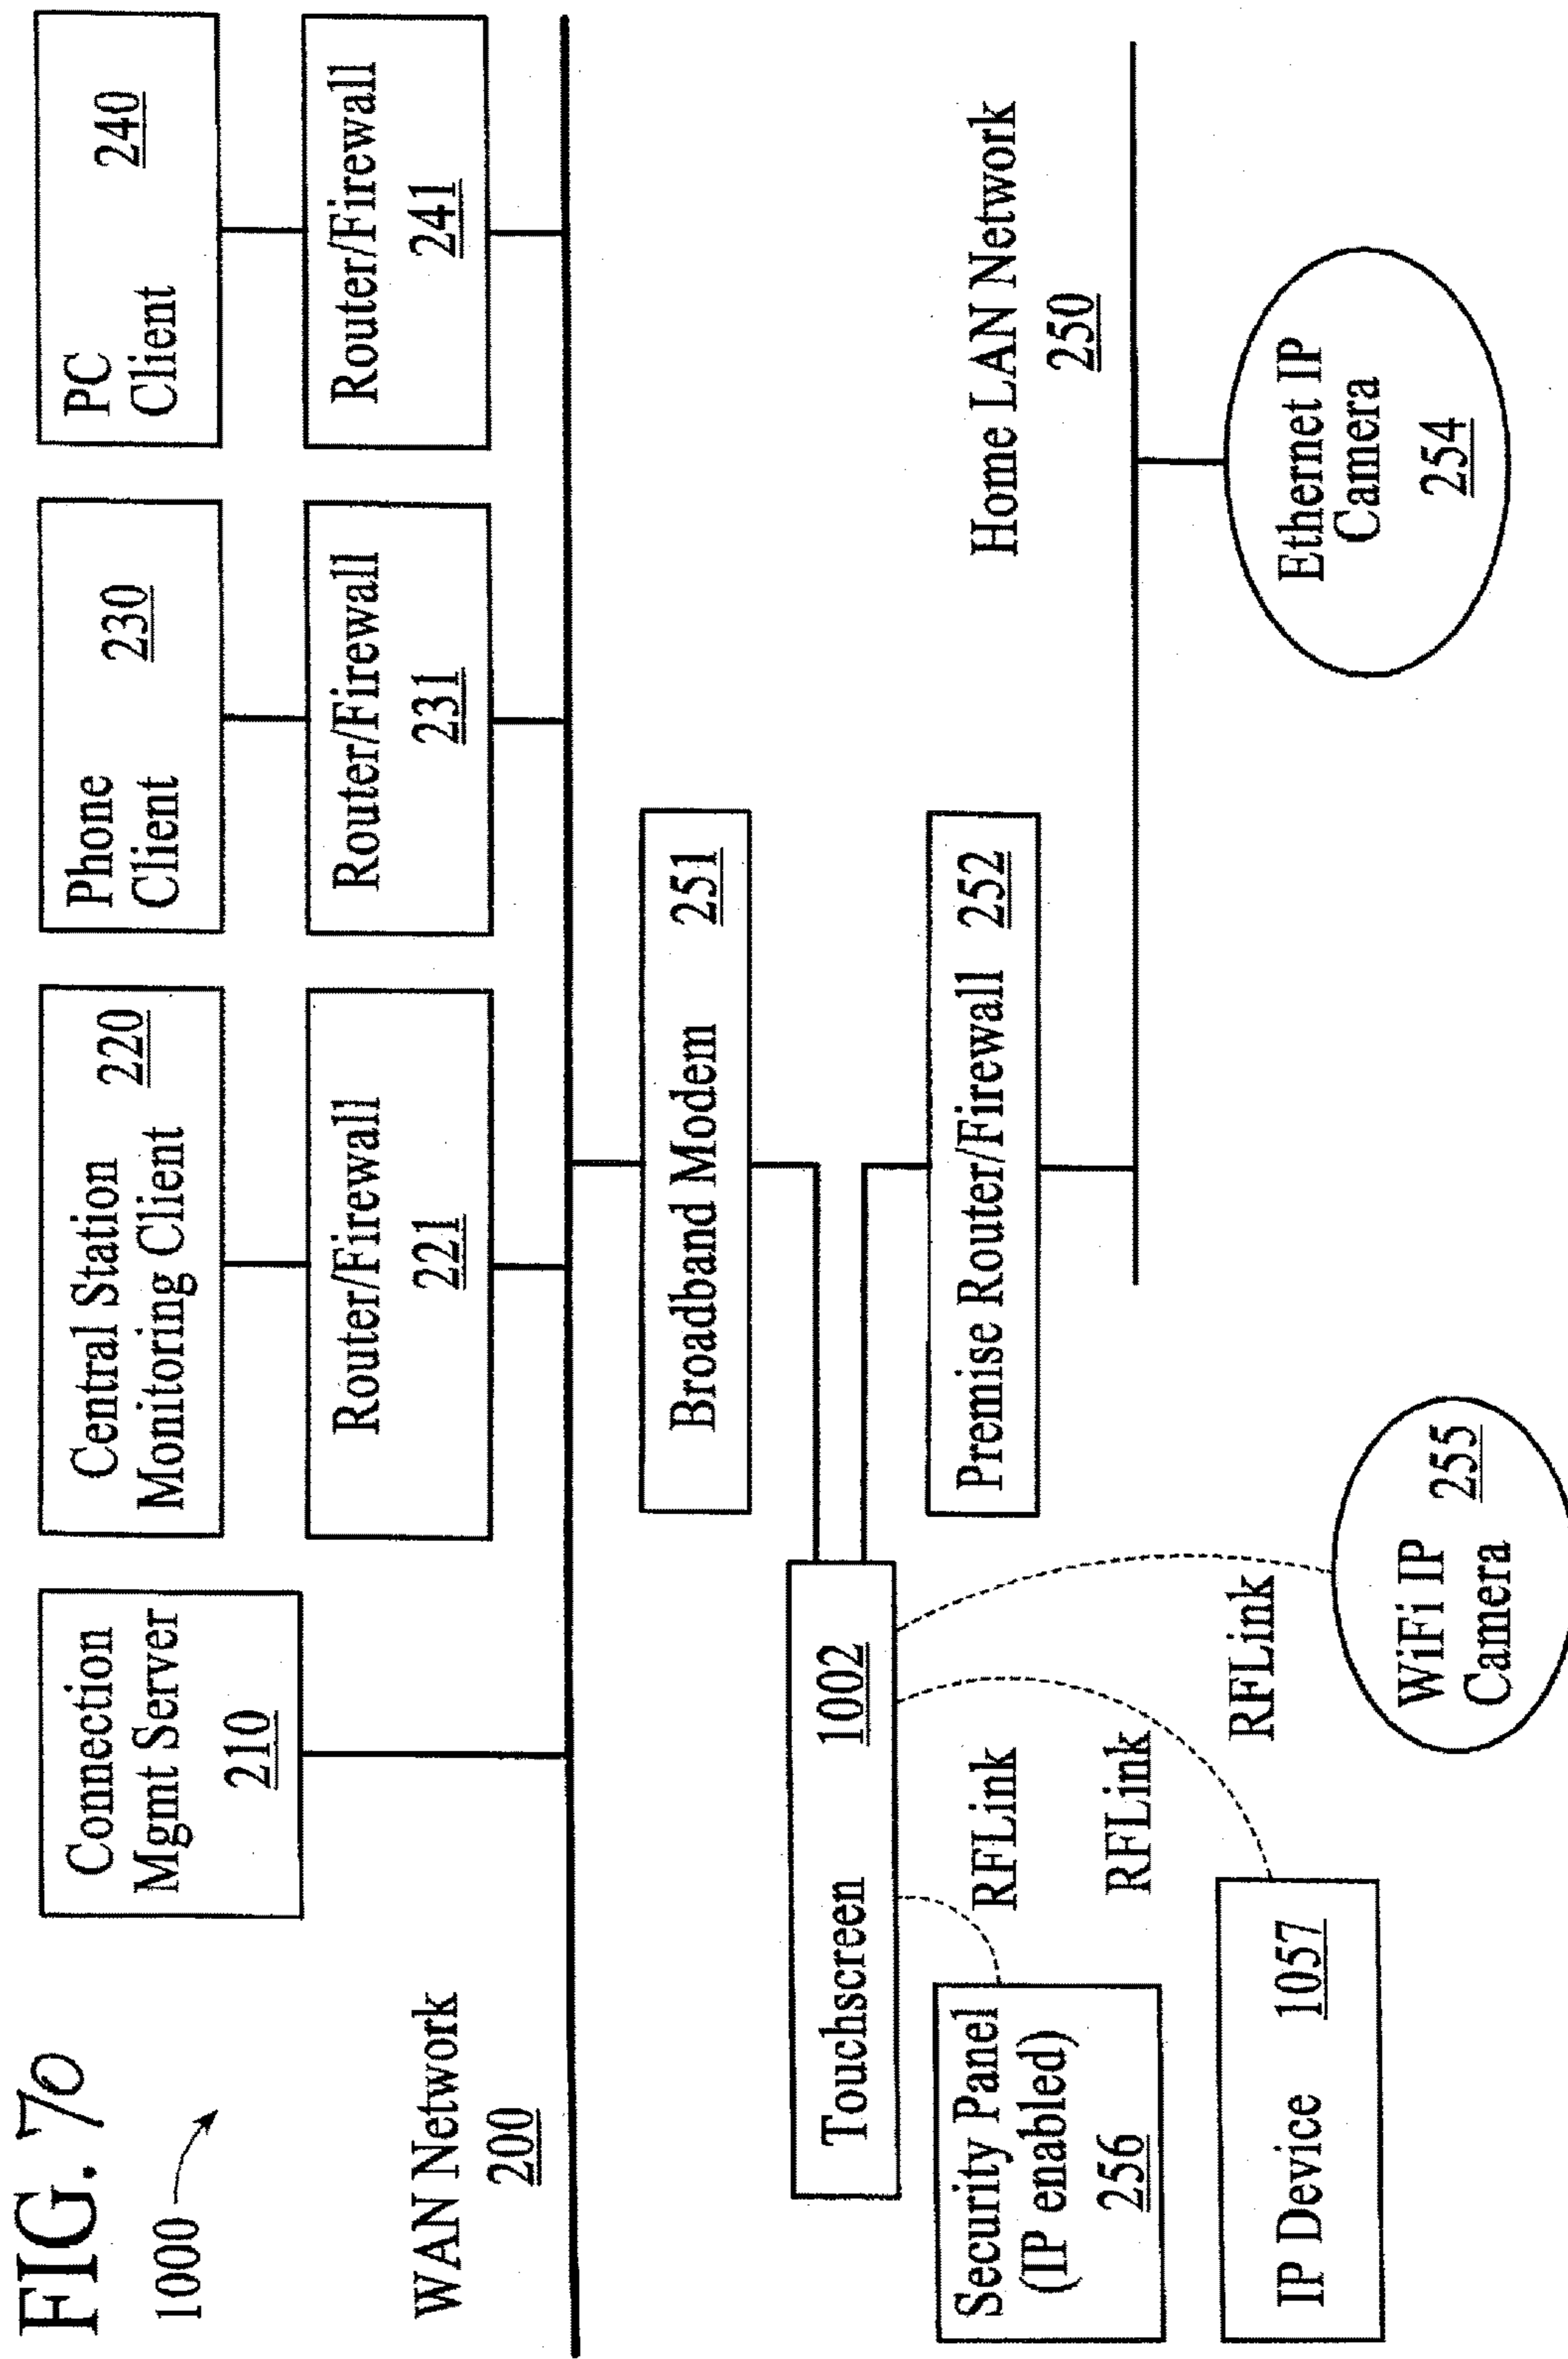 FIG. 70
1000
Connection
Mgmt Server
210
Central Station
Monitoring Client
220
Phone
Client
230
PC
Client
240
Router/Firewall
221
Router/Firewall
231
Router/Firewall
241
WAN Network
200
Broadband Modem 251
Touchscreen 1002
Premise Router/Firewall 252
Home LAN Network
250
Security Panel
(IP enabled)
256
RFLink
RFLink
RFLink
IP Device 1057
WiFi IP
Camera
255
Ethernet IP
Camera
254